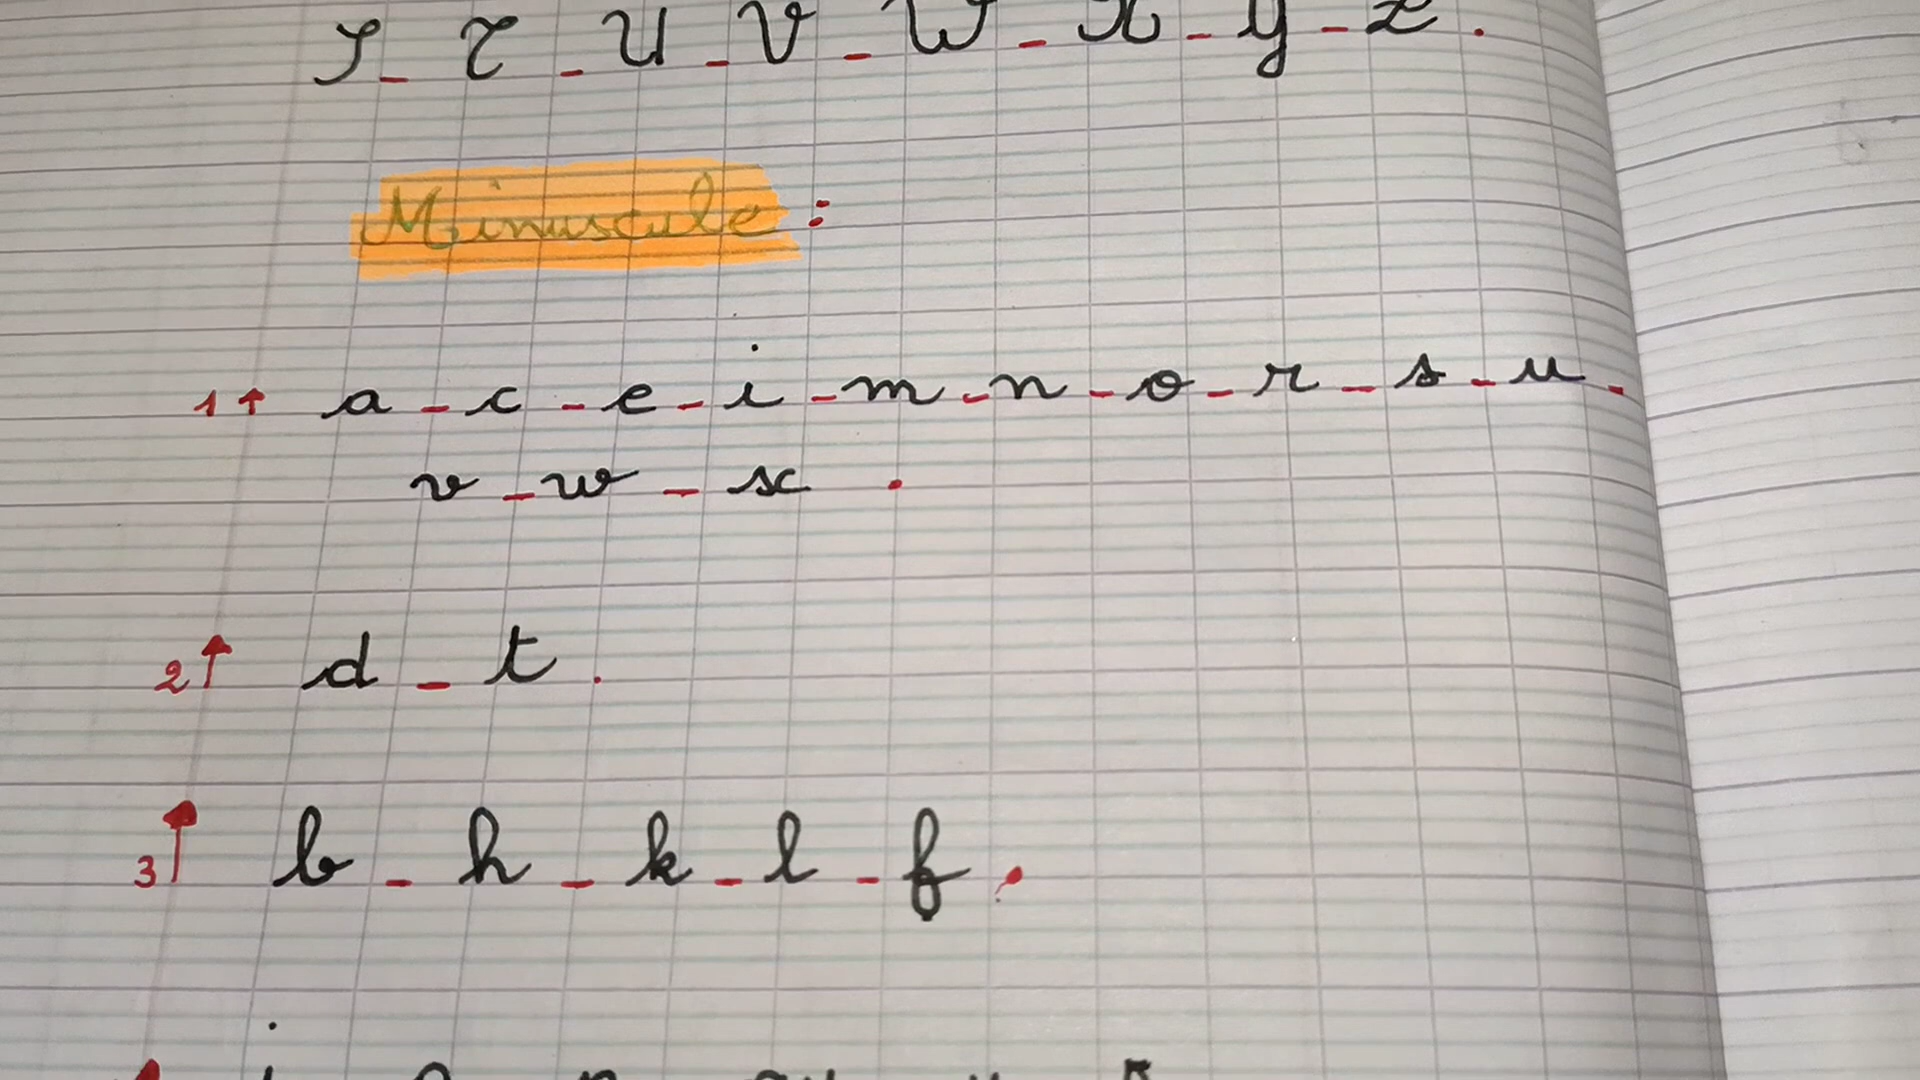 S - T - U - V - W - X - y - Z .
Minuscule :
1↑ a - c - e - i - m - n - o - r - s - u -
v - w - x .
2↑ d - t .
3↑ b - h - k - l - f .